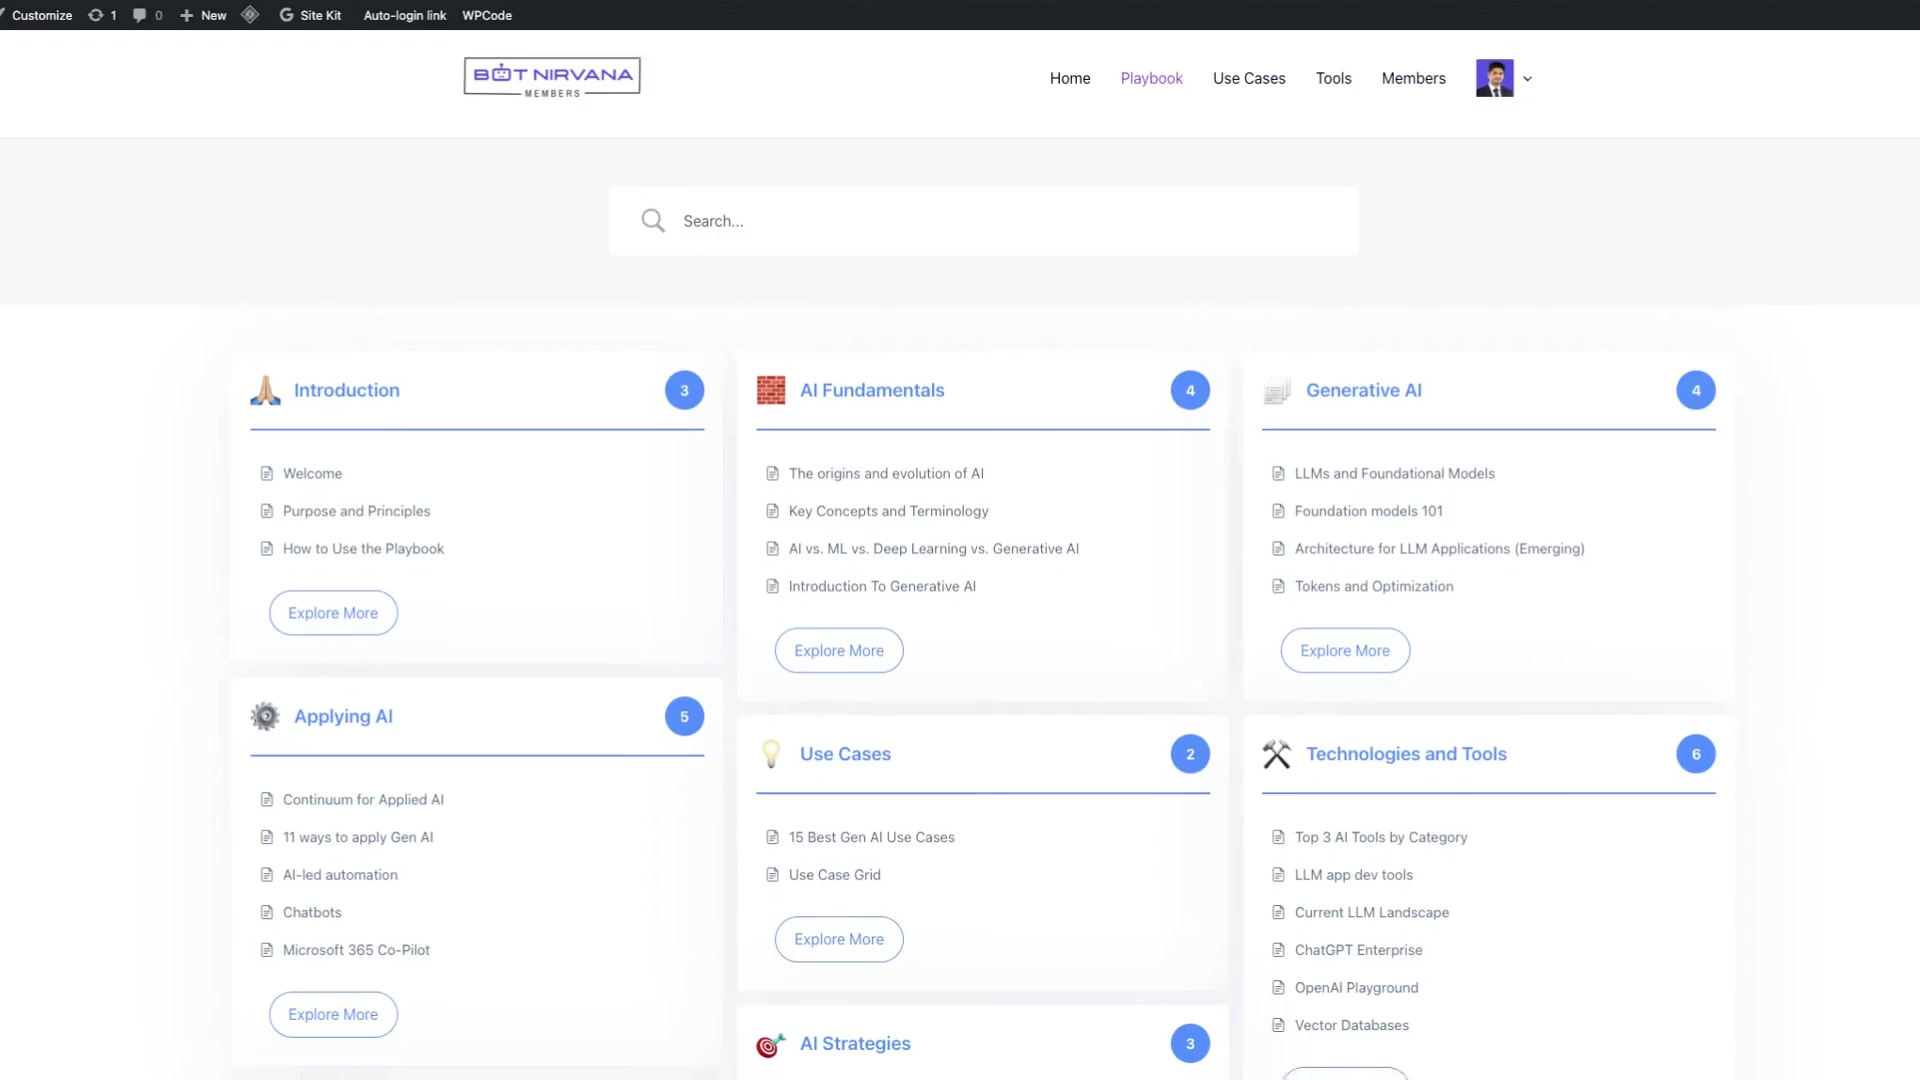 Customize 1 0 New Site Kit Auto-login link WPCode
BOT NIRVANA
MEMBERS
Home Playbook Use Cases Tools Members
Search...
Introduction 3
Welcome
Purpose and Principles
How to Use the Playbook
Explore More
AI Fundamentals 4
The origins and evolution of AI
Key Concepts and Terminology
AI vs. ML vs. Deep Learning vs. Generative AI
Introduction To Generative AI
Explore More
Generative AI 4
LLMs and Foundational Models
Foundation models 101
Architecture for LLM Applications (Emerging)
Tokens and Optimization
Explore More
Applying AI 5
Continuum for Applied AI
11 ways to apply Gen AI
AI-led automation
Chatbots
Microsoft 365 Co-Pilot
Explore More
Use Cases 2
15 Best Gen AI Use Cases
Use Case Grid
Explore More
Technologies and Tools 6
Top 3 AI Tools by Category
LLM app dev tools
Current LLM Landscape
ChatGPT Enterprise
OpenAI Playground
Vector Databases
AI Strategies 3